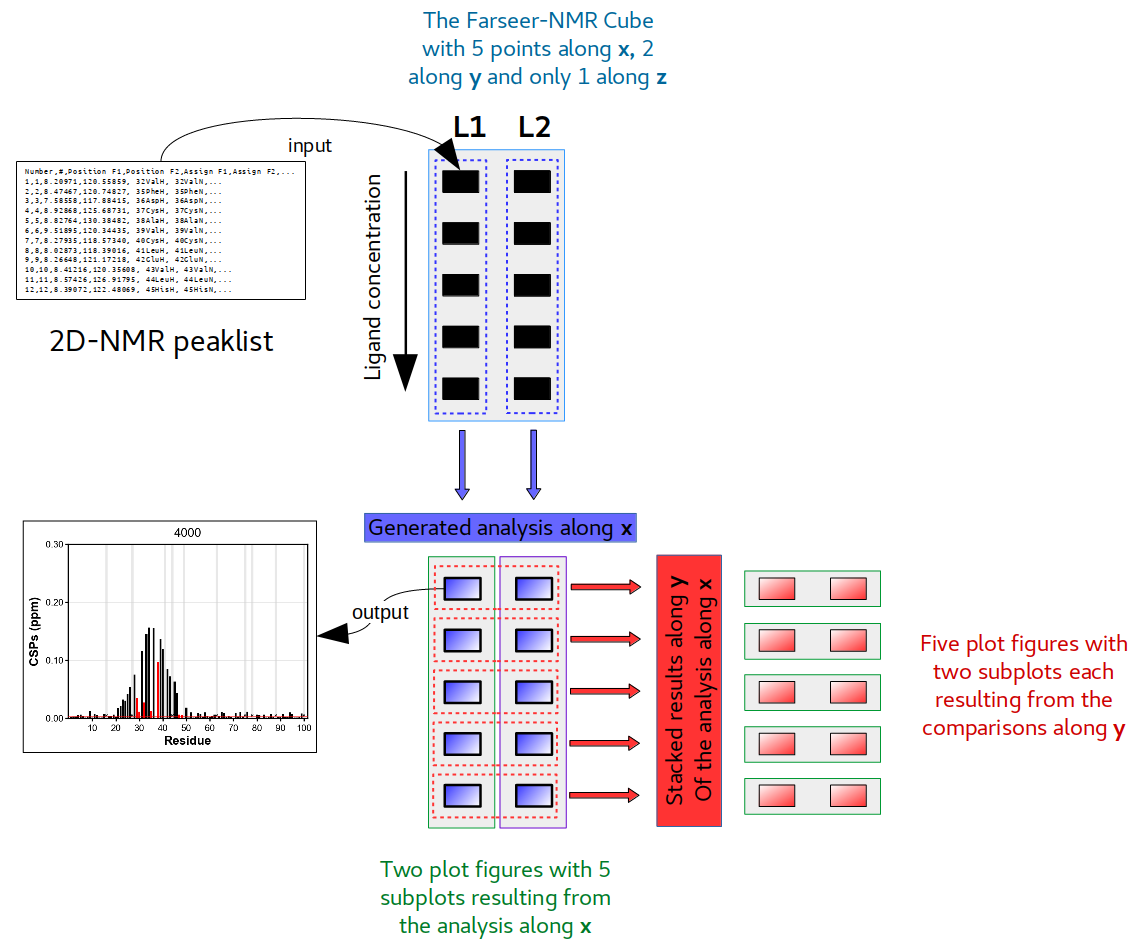 The Farseer-NMR Cube
with 5 points along x, 2
along y and only 1 along z
L1 L2
input
Number,#,Position F1,Position F2,Assign F1,Assign F2,...
1,1,8.20971,120.55859, 32ValH, 32ValN,...
2,2,8.47467,120.74827, 35PheH, 35PheN,...
3,3,7.58558,117.88415, 36AspH, 36AspN,...
4,4,8.92868,125.68731, 37CysH, 37CysN,...
5,5,8.82764,130.38482, 38AlaH, 38AlaN,...
6,6,9.51895,120.34435, 39ValH, 39ValN,...
7,7,8.27935,118.57340, 40CysH, 40CysN,...
8,8,8.02873,118.39016, 41LeuH, 41LeuN,...
9,9,8.26648,121.17218, 42GluH, 42GluN,...
10,10,8.41216,120.35608, 43ValH, 43ValN,...
11,11,8.57426,126.91795, 44LeuH, 44LeuN,...
12,12,8.39072,122.48069, 45HisH, 45HisN,...
2D-NMR peaklist
Ligand concentration
Generated analysis along x
4000
0.30
0.20
0.10
0.00
CSPs (ppm)
10 20 30 40 50 60 70 80 90 100
Residue
output
Stacked results along y
Of the analysis along x
Five plot figures with
two subplots each
resulting from the
comparisons along y
Two plot figures with 5
subplots resulting from
the analysis along x